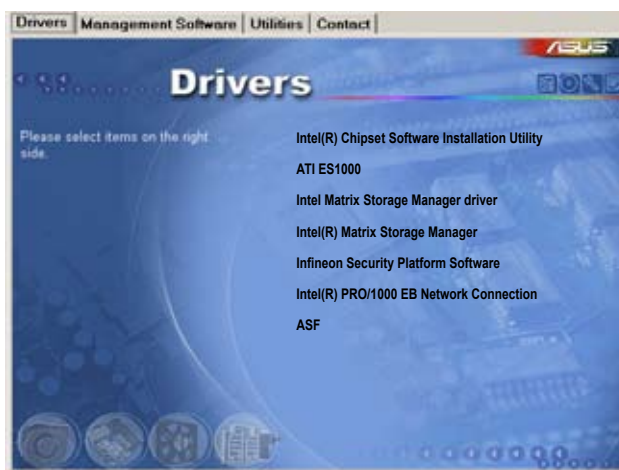 Drivers Management Software Utilities Contact
ASUS
Drivers
Please select items on the right
side.
Intel(R) Chipset Software Installation Utility
ATI ES1000
Intel Matrix Storage Manager driver
Intel(R) Matrix Storage Manager
Infineon Security Platform Software
Intel(R) PRO/1000 EB Network Connection
ASF